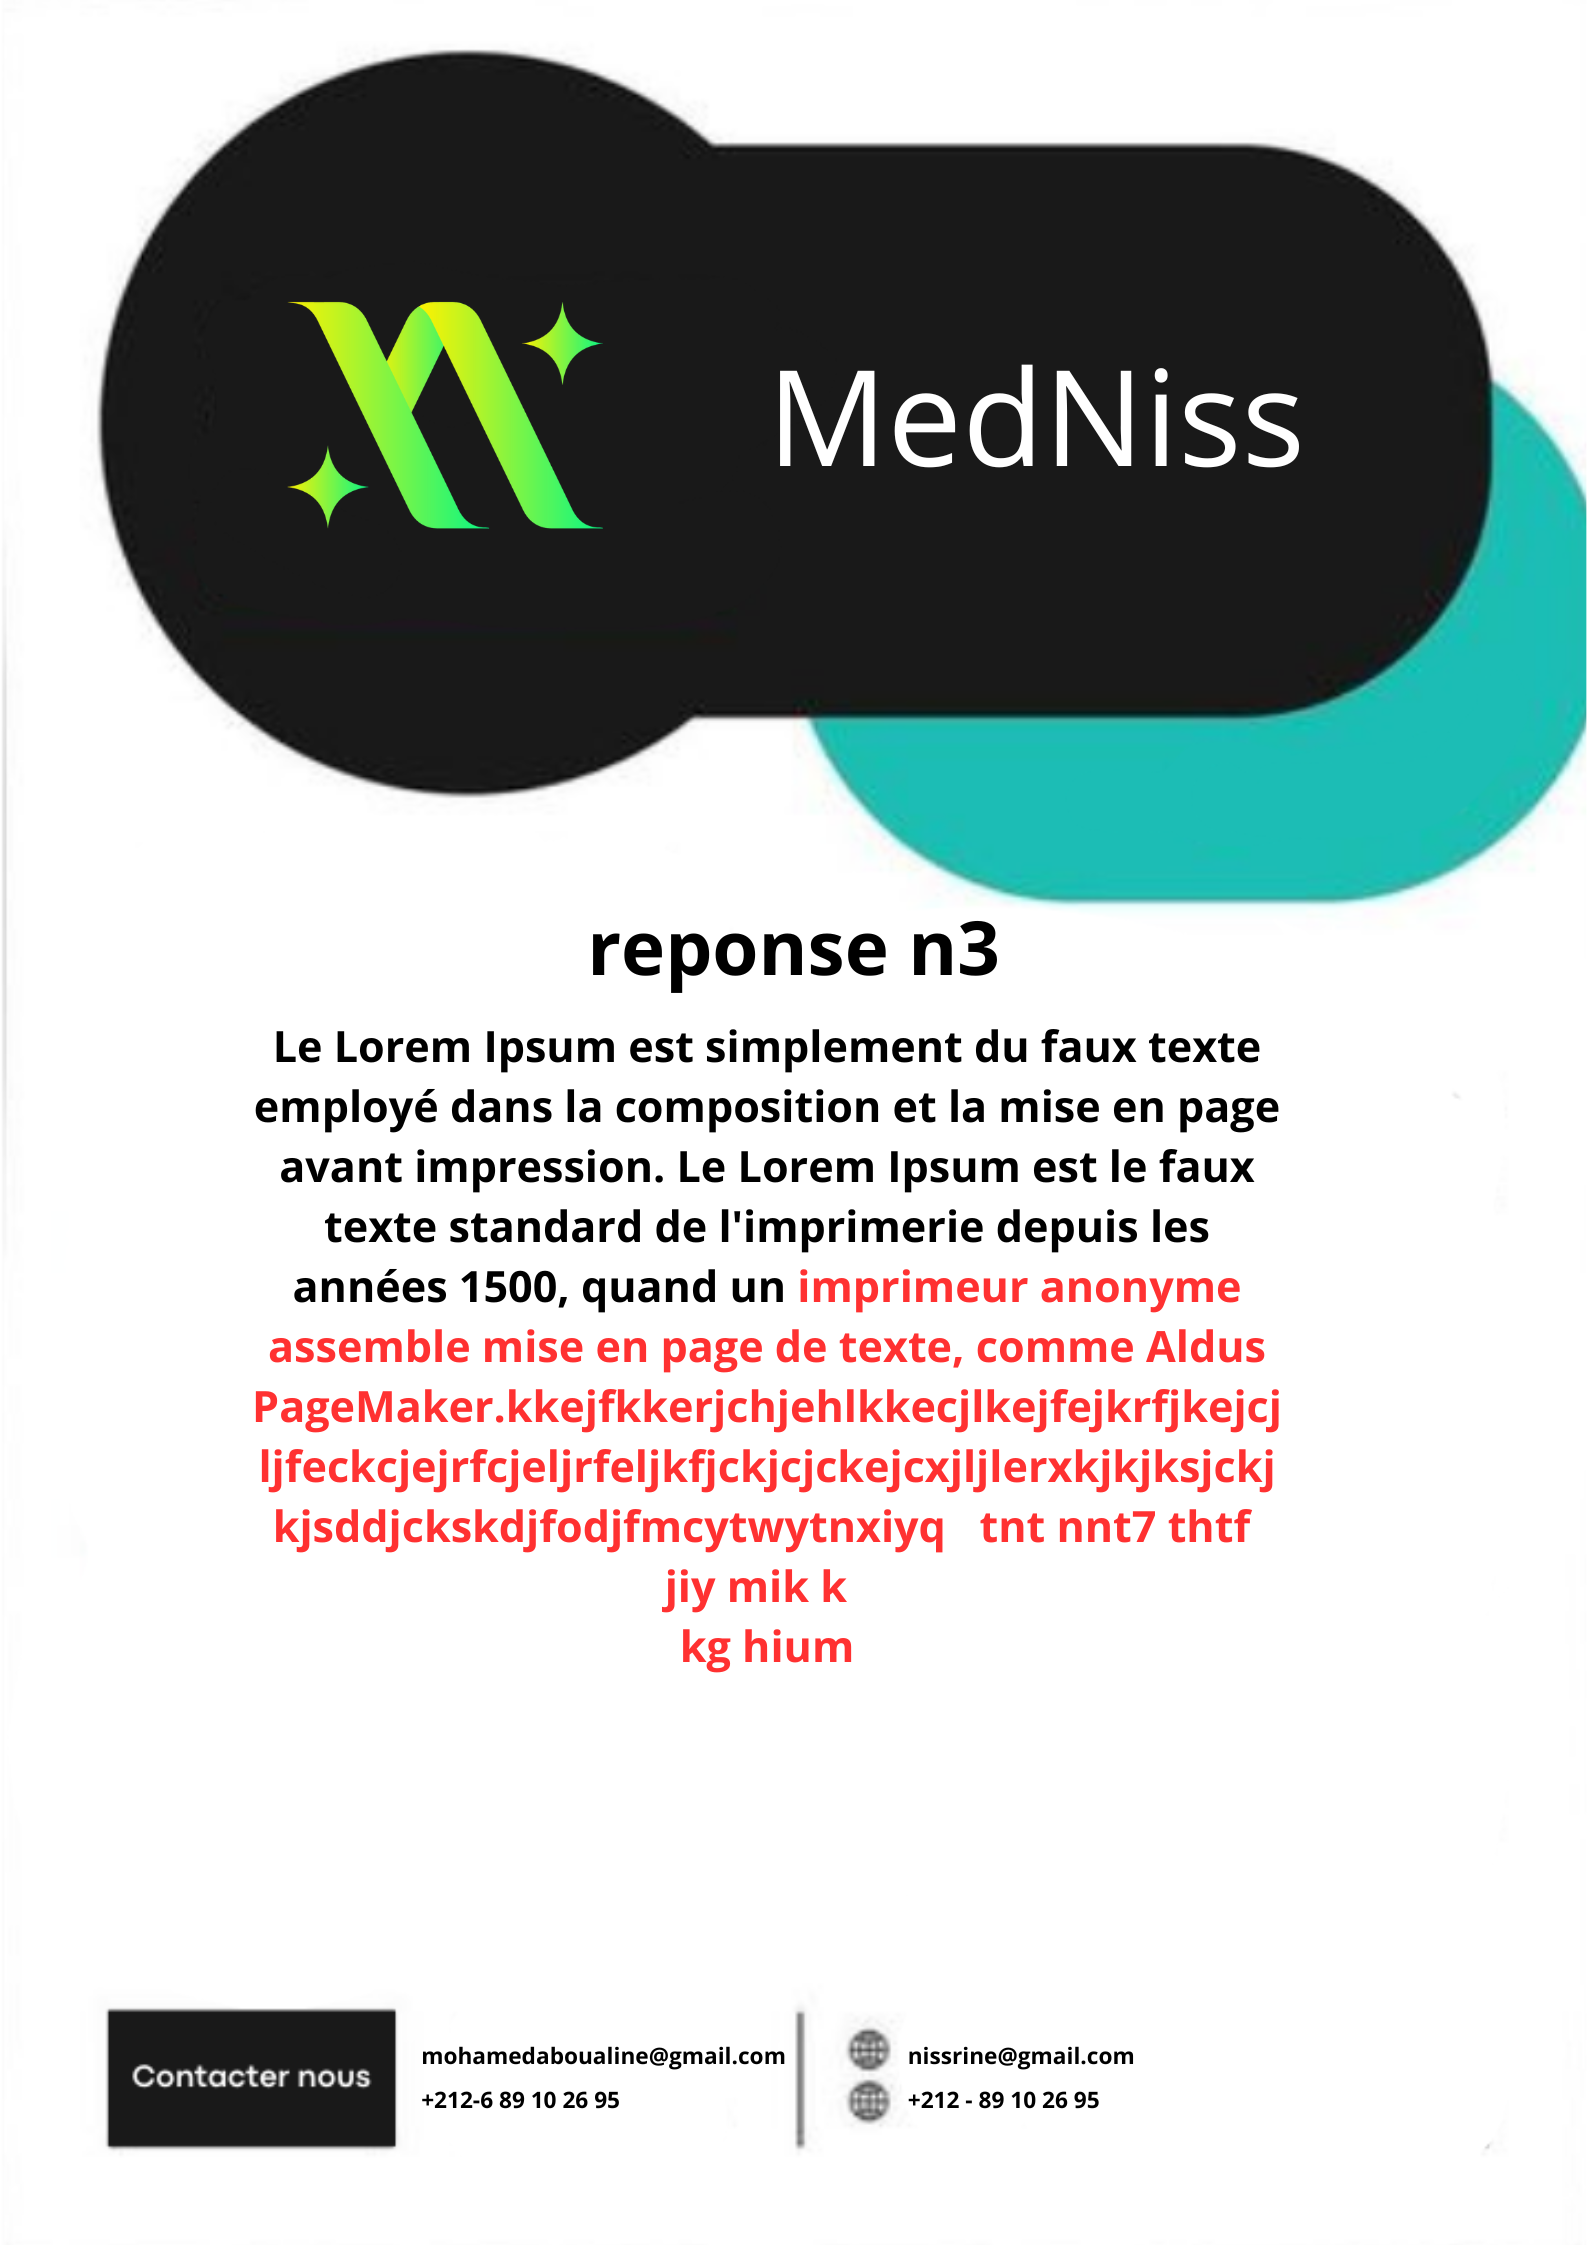 MedNiss
reponse n3
Le Lorem Ipsum est simplement du faux texte
employé dans la composition et la mise en page
avant impression. Le Lorem Ipsum est le faux
texte standard de l'imprimerie depuis les
années 1500, quand un imprimeur anonyme
assemble mise en page de texte, comme Aldus
PageMaker.kkejfkkerjchjehlkkecjlkejfejkrfjkejcj
ljfeckcjejrfcjeljrfeljkfjckjcjckejcxjljlerxkjkjksjckj
kjsddjckskdjfodjfmcytwytnxiyq   tnt nnt7 thtf
jiy mik k
kg hium
Contacter nous
mohamedaboualine@gmail.com
+212-6 89 10 26 95
nissrine@gmail.com
+212 - 89 10 26 95